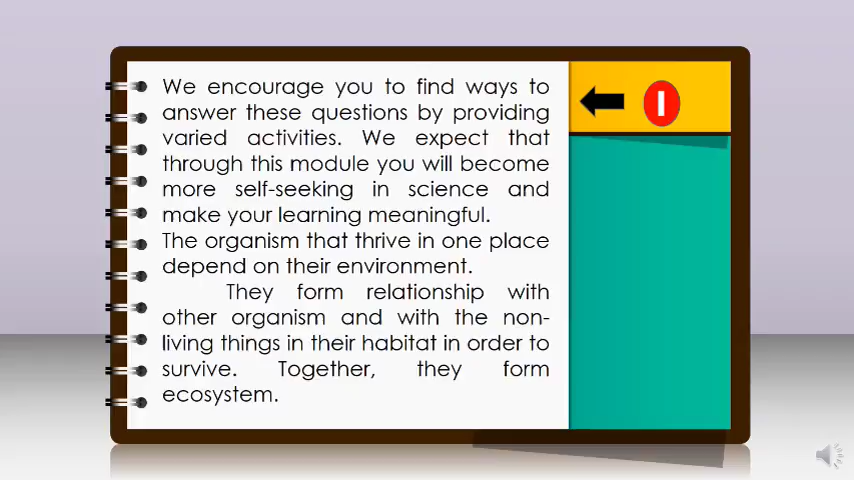 We encourage you to find ways to
answer these questions by providing
varied activities. We expect that
through this module you will become
more self-seeking in science and
make your learning meaningful.
The organism that thrive in one place
depend on their environment.
They form relationship with
other organism and with the non-
living things in their habitat in order to
survive. Together, they form
ecosystem.
I